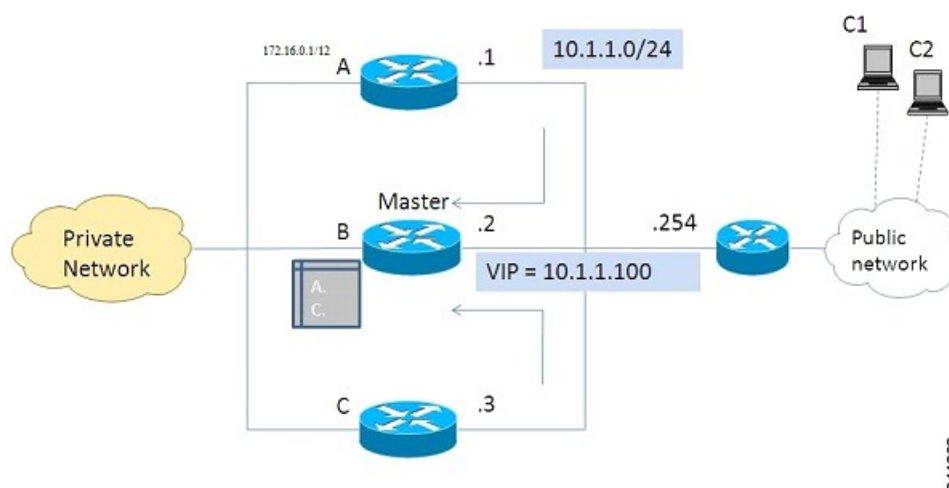 172.16.0.1/12
A
.1
10.1.1.0/24
C1
C2
Master
B
.2
.254
Private
Network
Public
network
VIP = 10.1.1.100
A.
C.
C
.3